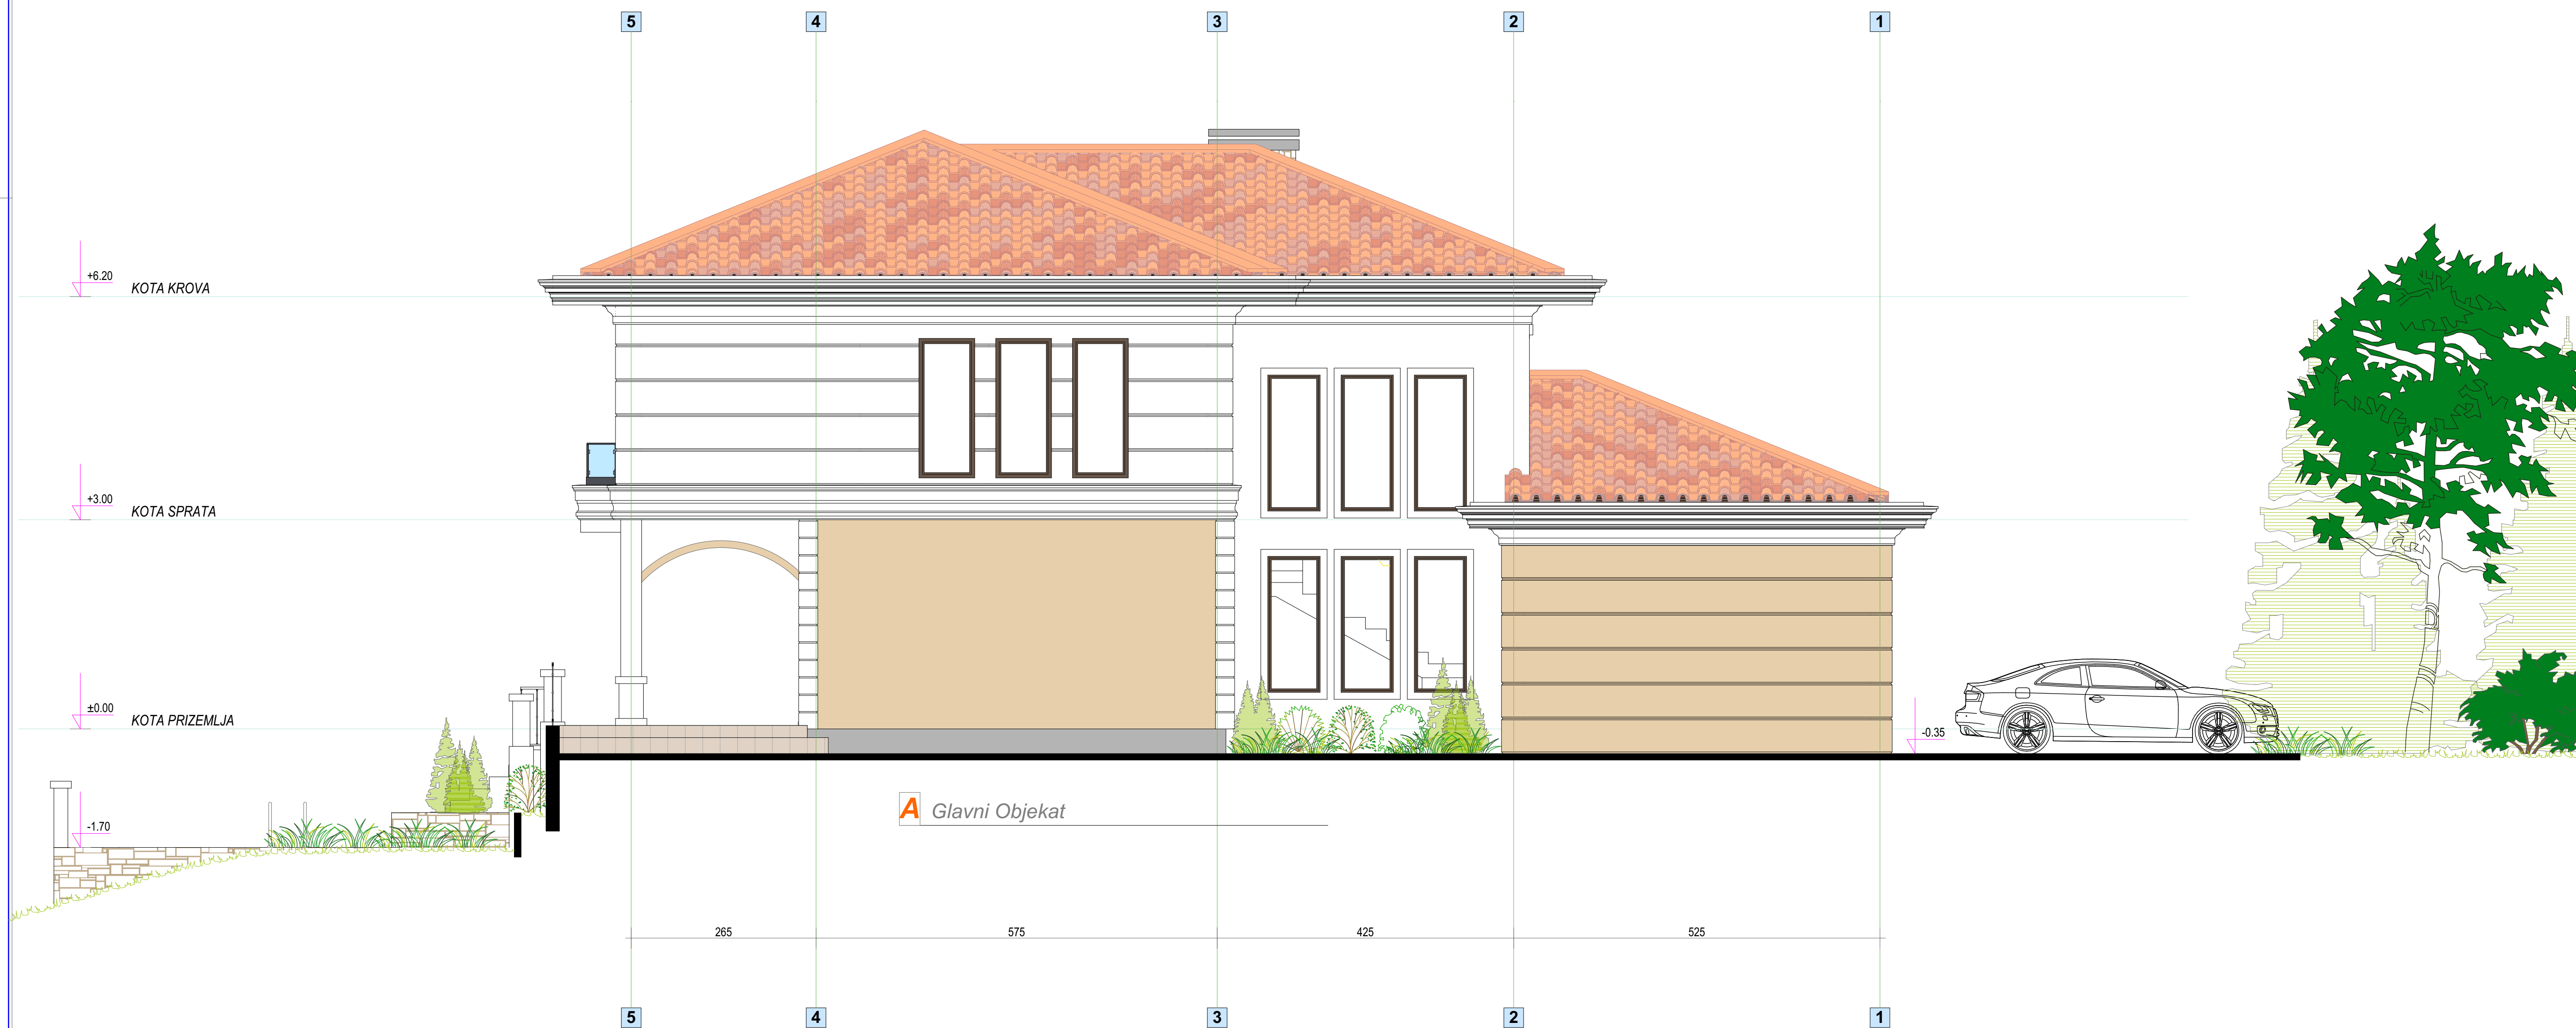 5 4 3 2 1
+6.20
KOTA KROVA
+3.00
KOTA SPRATA
±0.00
KOTA PRIZEMLJA
-0.35
A Glavni Objekat
-1.70
265 575 425 525
5 4 3 2 1